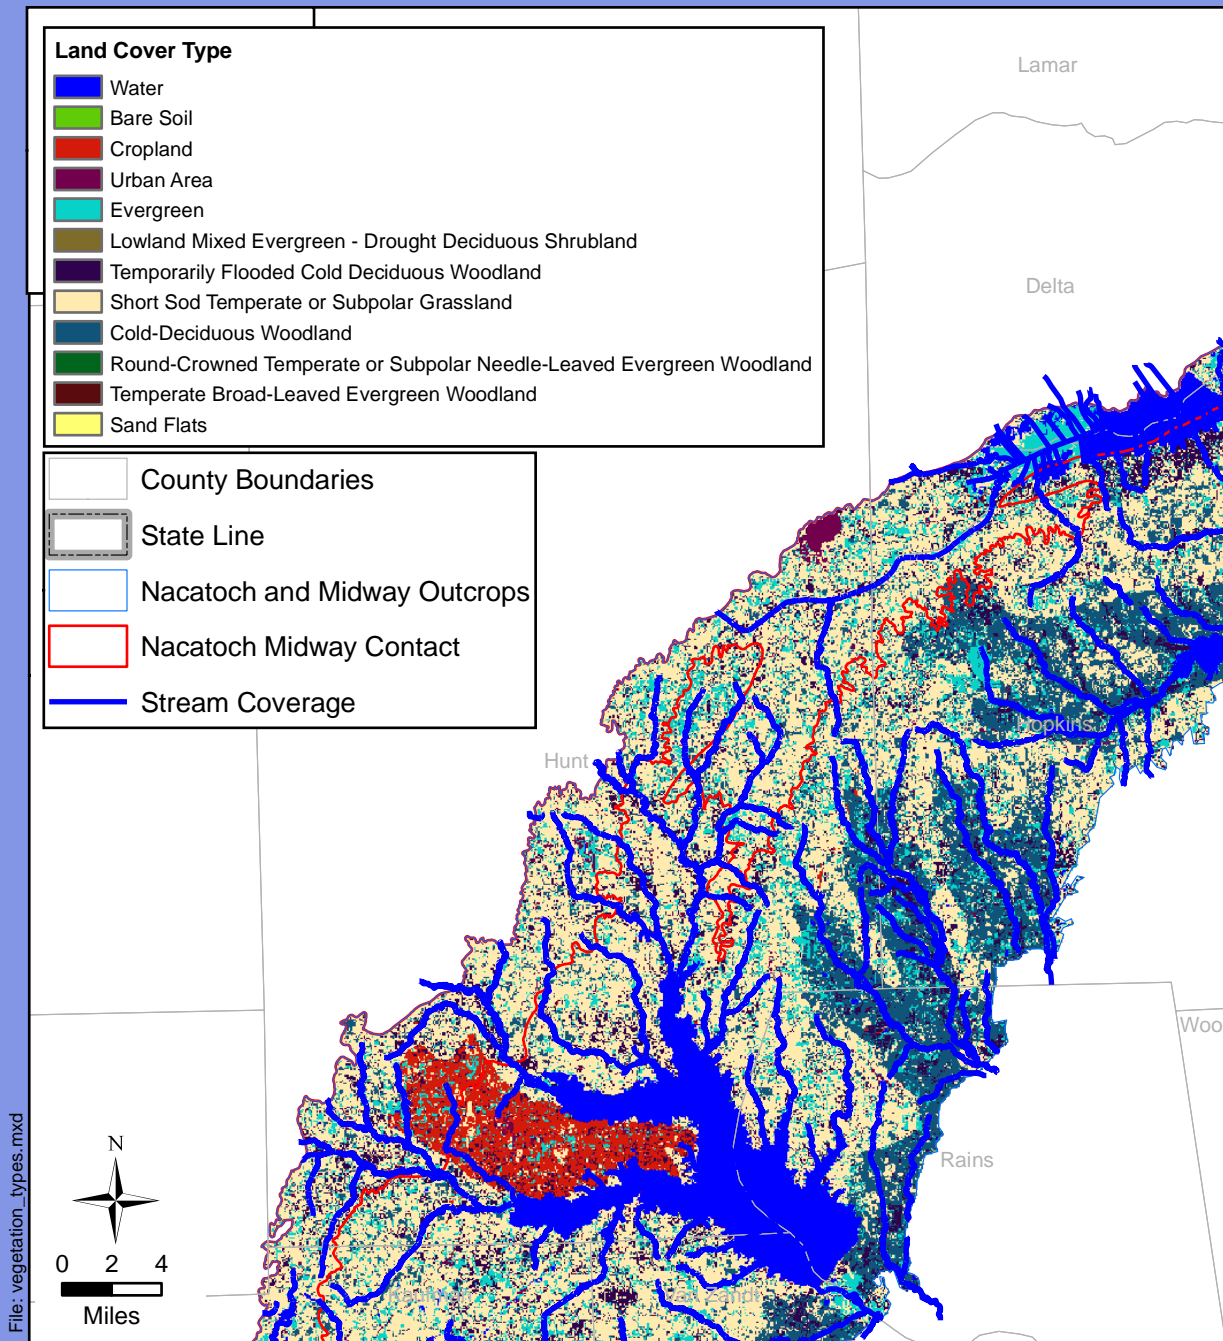 Land Cover Type
Water
Bare Soil
Cropland
Urban Area
Evergreen
Lowland Mixed Evergreen - Drought Deciduous Shrubland
Temporarily Flooded Cold Deciduous Woodland
Short Sod Temperate or Subpolar Grassland
Cold-Deciduous Woodland
Round-Crowned Temperate or Subpolar Needle-Leaved Evergreen Woodland
Temperate Broad-Leaved Evergreen Woodland
Sand Flats
County Boundaries
State Line
Nacatoch and Midway Outcrops
Nacatoch Midway Contact
Stream Coverage
Lamar
Delta
Hopkins
Hunt
Woo
Rains
Van Zandt
N
0 2 4
Miles
File: vegetation_types.mxd